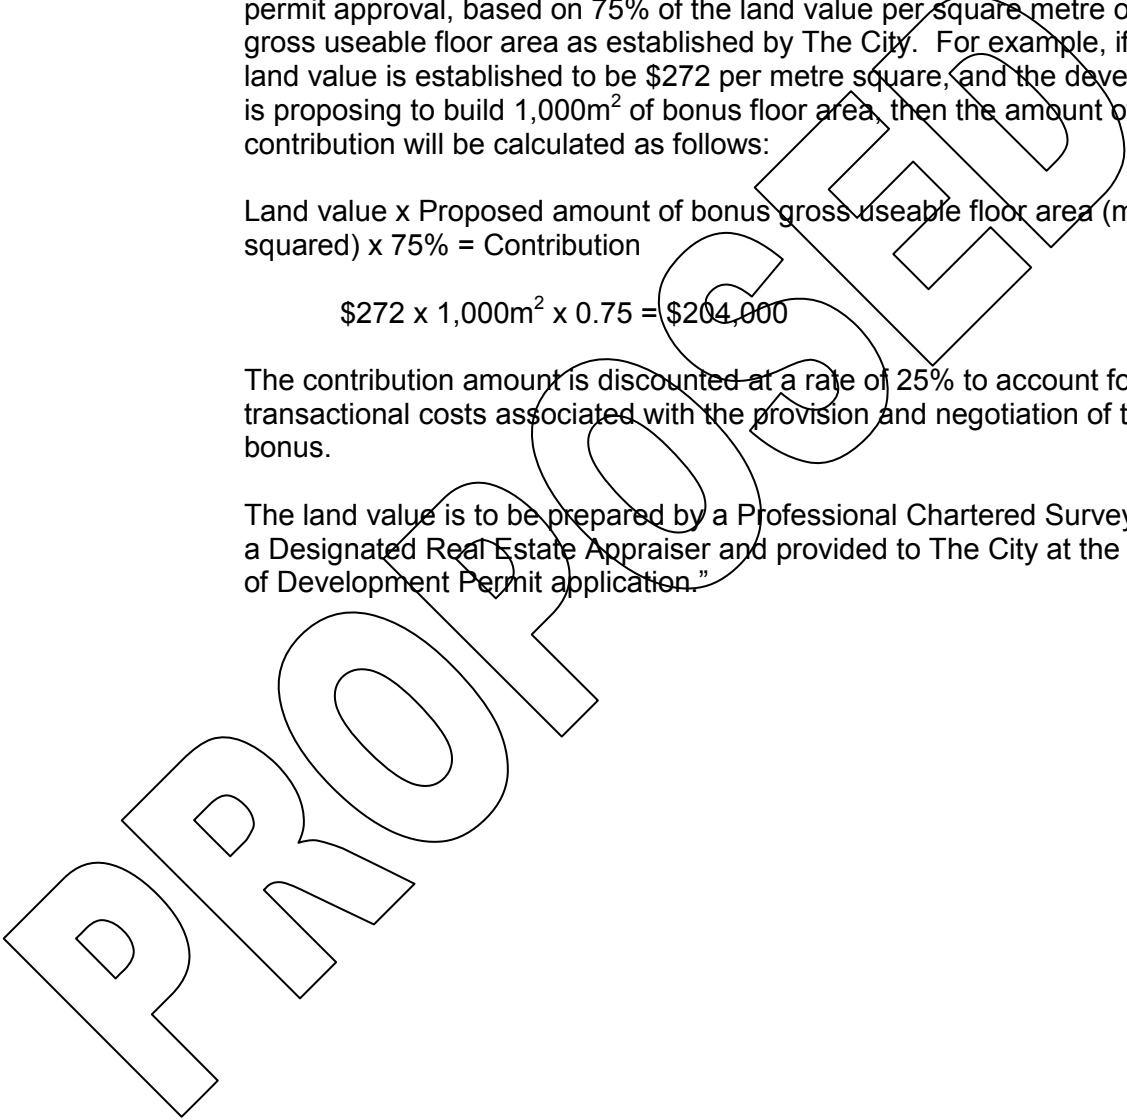 permit approval, based on 75% of the land value per square metre o
gross useable floor area as established by The City.  For example, if
land value is established to be $272 per metre square, and the deve
is proposing to build 1,000m² of bonus floor area, then the amount o
contribution will be calculated as follows:
Land value x Proposed amount of bonus gross useable floor area (m
squared) x 75% = Contribution
$272 x 1,000m² x 0.75 = $204,000
The contribution amount is discounted at a rate of 25% to account fo
transactional costs associated with the provision and negotiation of t
bonus.
The land value is to be prepared by a Professional Chartered Survey
a Designated Real Estate Appraiser and provided to The City at the
of Development Permit application.”
PROPOSED